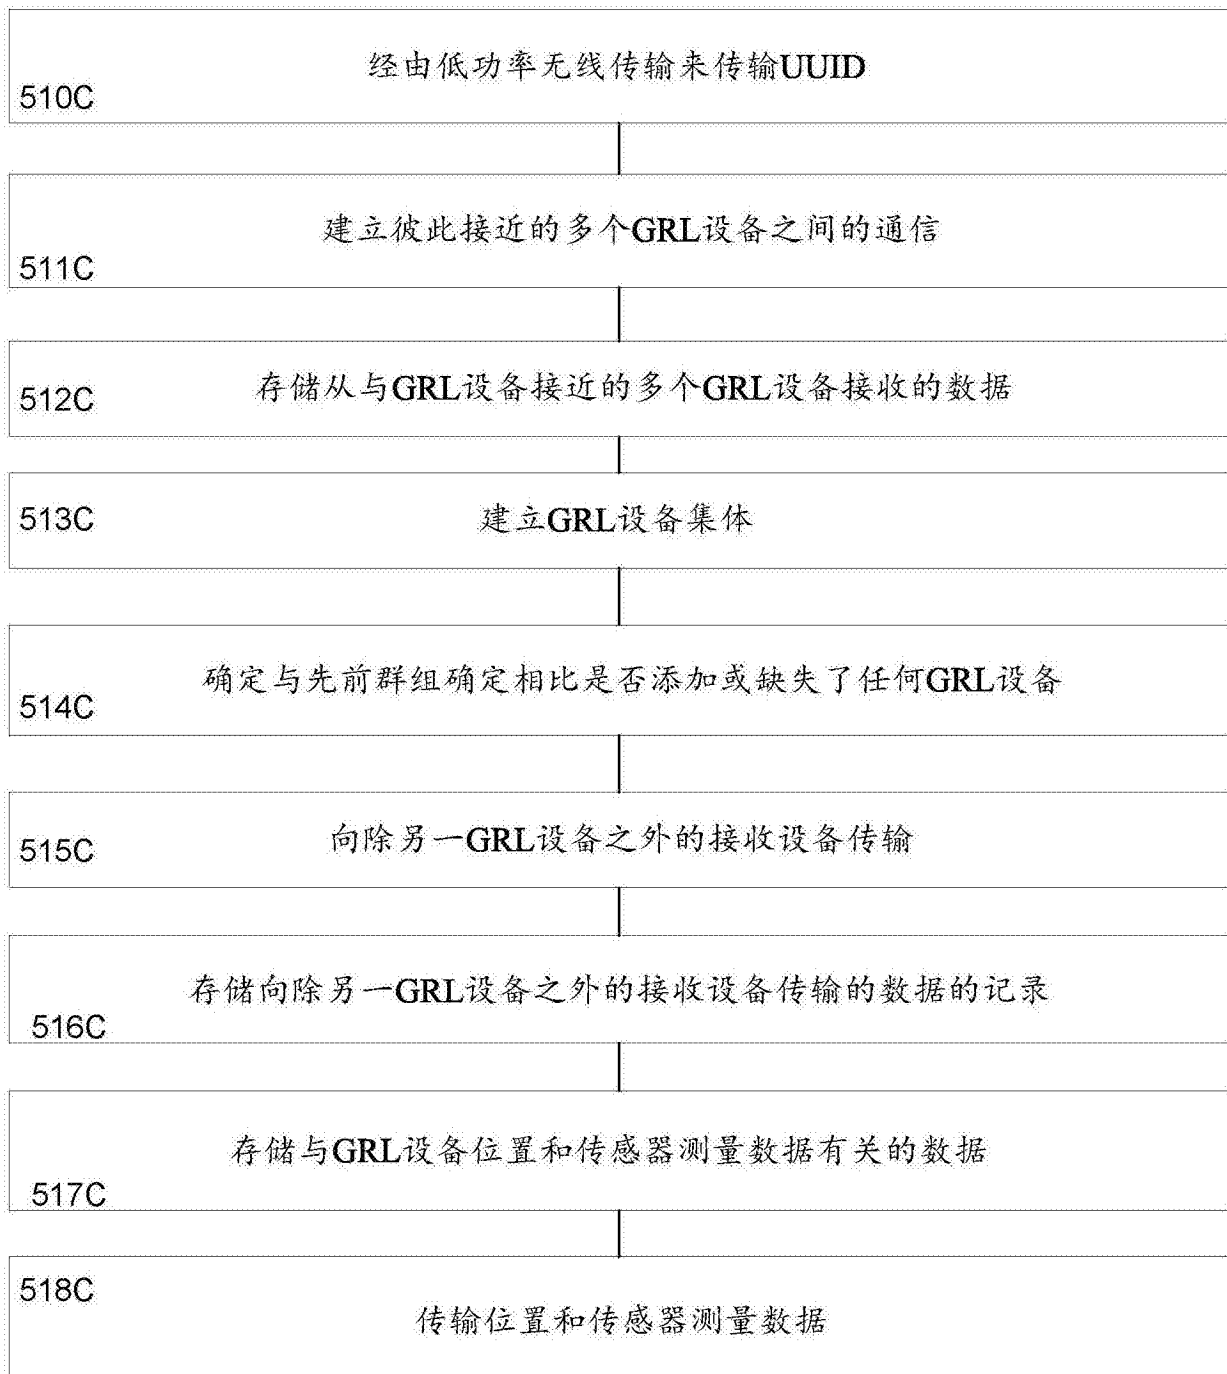 经由低功率无线传输来传输UUID
510C
建立彼此接近的多个GRL设备之间的通信
511C
存储从与GRL设备接近的多个GRL设备接收的数据
512C
建立GRL设备集体
513C
确定与先前群组确定相比是否添加或缺失了任何GRL设备
514C
向除另一GRL设备之外的接收设备传输
515C
存储向除另一GRL设备之外的接收设备传输的数据的记录
516C
存储与GRL设备位置和传感器测量数据有关的数据
517C
518C
传输位置和传感器测量数据